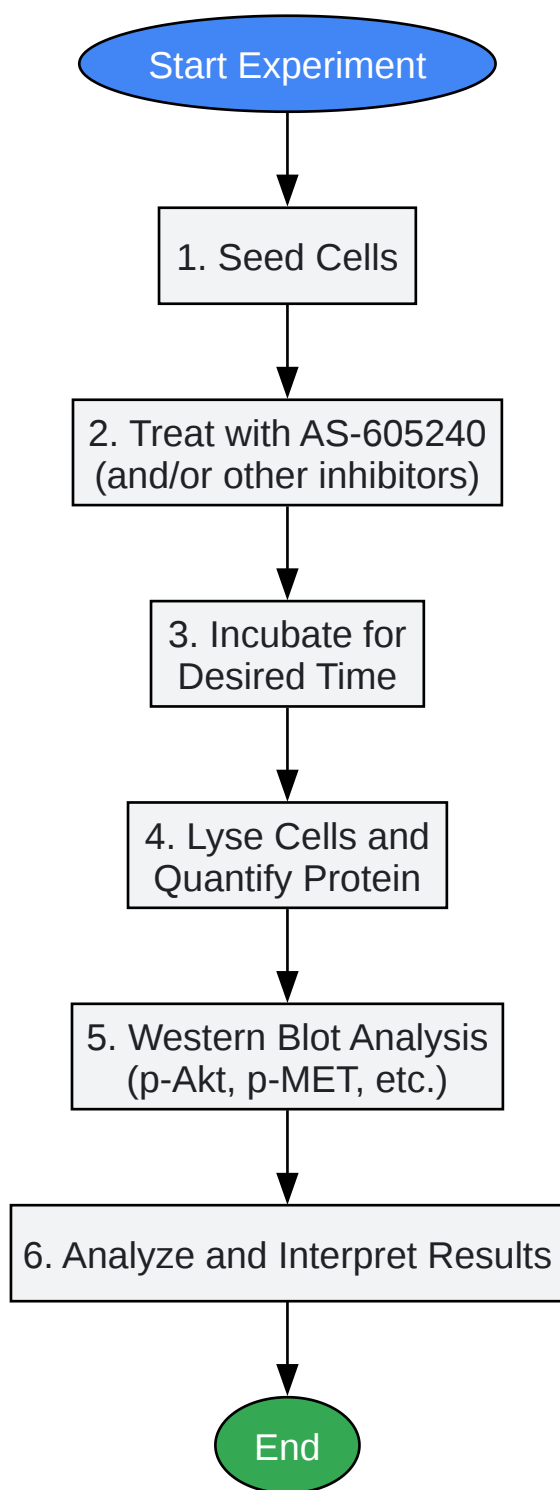 Start Experiment
1. Seed Cells
2. Treat with AS-605240
(and/or other inhibitors)
3. Incubate for
Desired Time
4. Lyse Cells and
Quantify Protein
5. Western Blot Analysis
(p-Akt, p-MET, etc.)
6. Analyze and Interpret Results
End